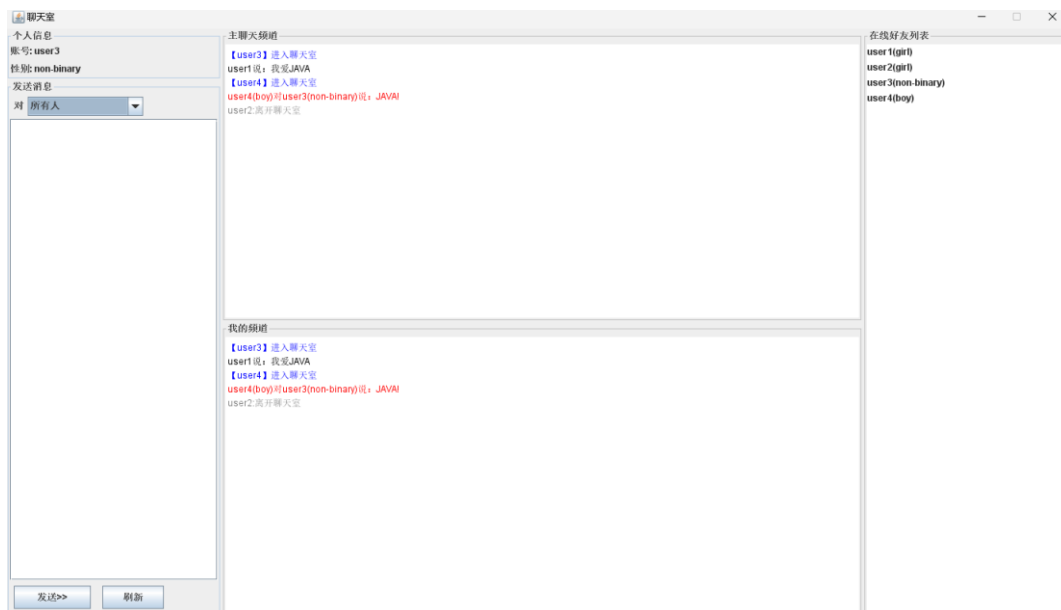 聊天室
个人信息
账号: user3
性别: non-binary
发送消息
对 所有人
发送>>
刷新
主聊天频道
【user3】进入聊天室
user1说：我爱JAVA
【user4】进入聊天室
user4(boy)对user3(non-binary)说：JAVA!
user2:离开聊天室
我的频道
【user3】进入聊天室
user1说：我爱JAVA
【user4】进入聊天室
user4(boy)对user3(non-binary)说：JAVA!
user2:离开聊天室
在线好友列表
user1(girl)
user2(girl)
user3(non-binary)
user4(boy)